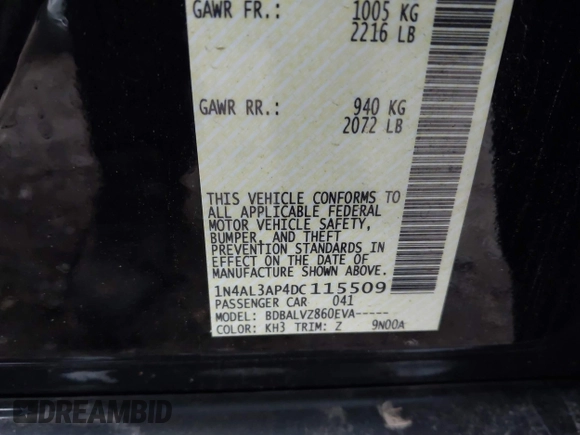 GAWR FR.: 1005 KG
2216 LB
GAWR RR.: 940 KG
2072 LB
THIS VEHICLE CONFORMS TO
ALL APPLICABLE FEDERAL
MOTOR VEHICLE SAFETY,
BUMPER, AND THEFT
PREVENTION STANDARDS IN
EFFECT ON THE DATE OF
MANUFACTURE SHOWN ABOVE.
1N4AL3AP4DC115509
PASSENGER CAR 041
MODEL: BDBALVZ860EVA-----
COLOR: KH3 TRIM: Z 9N00A
DREAMBID